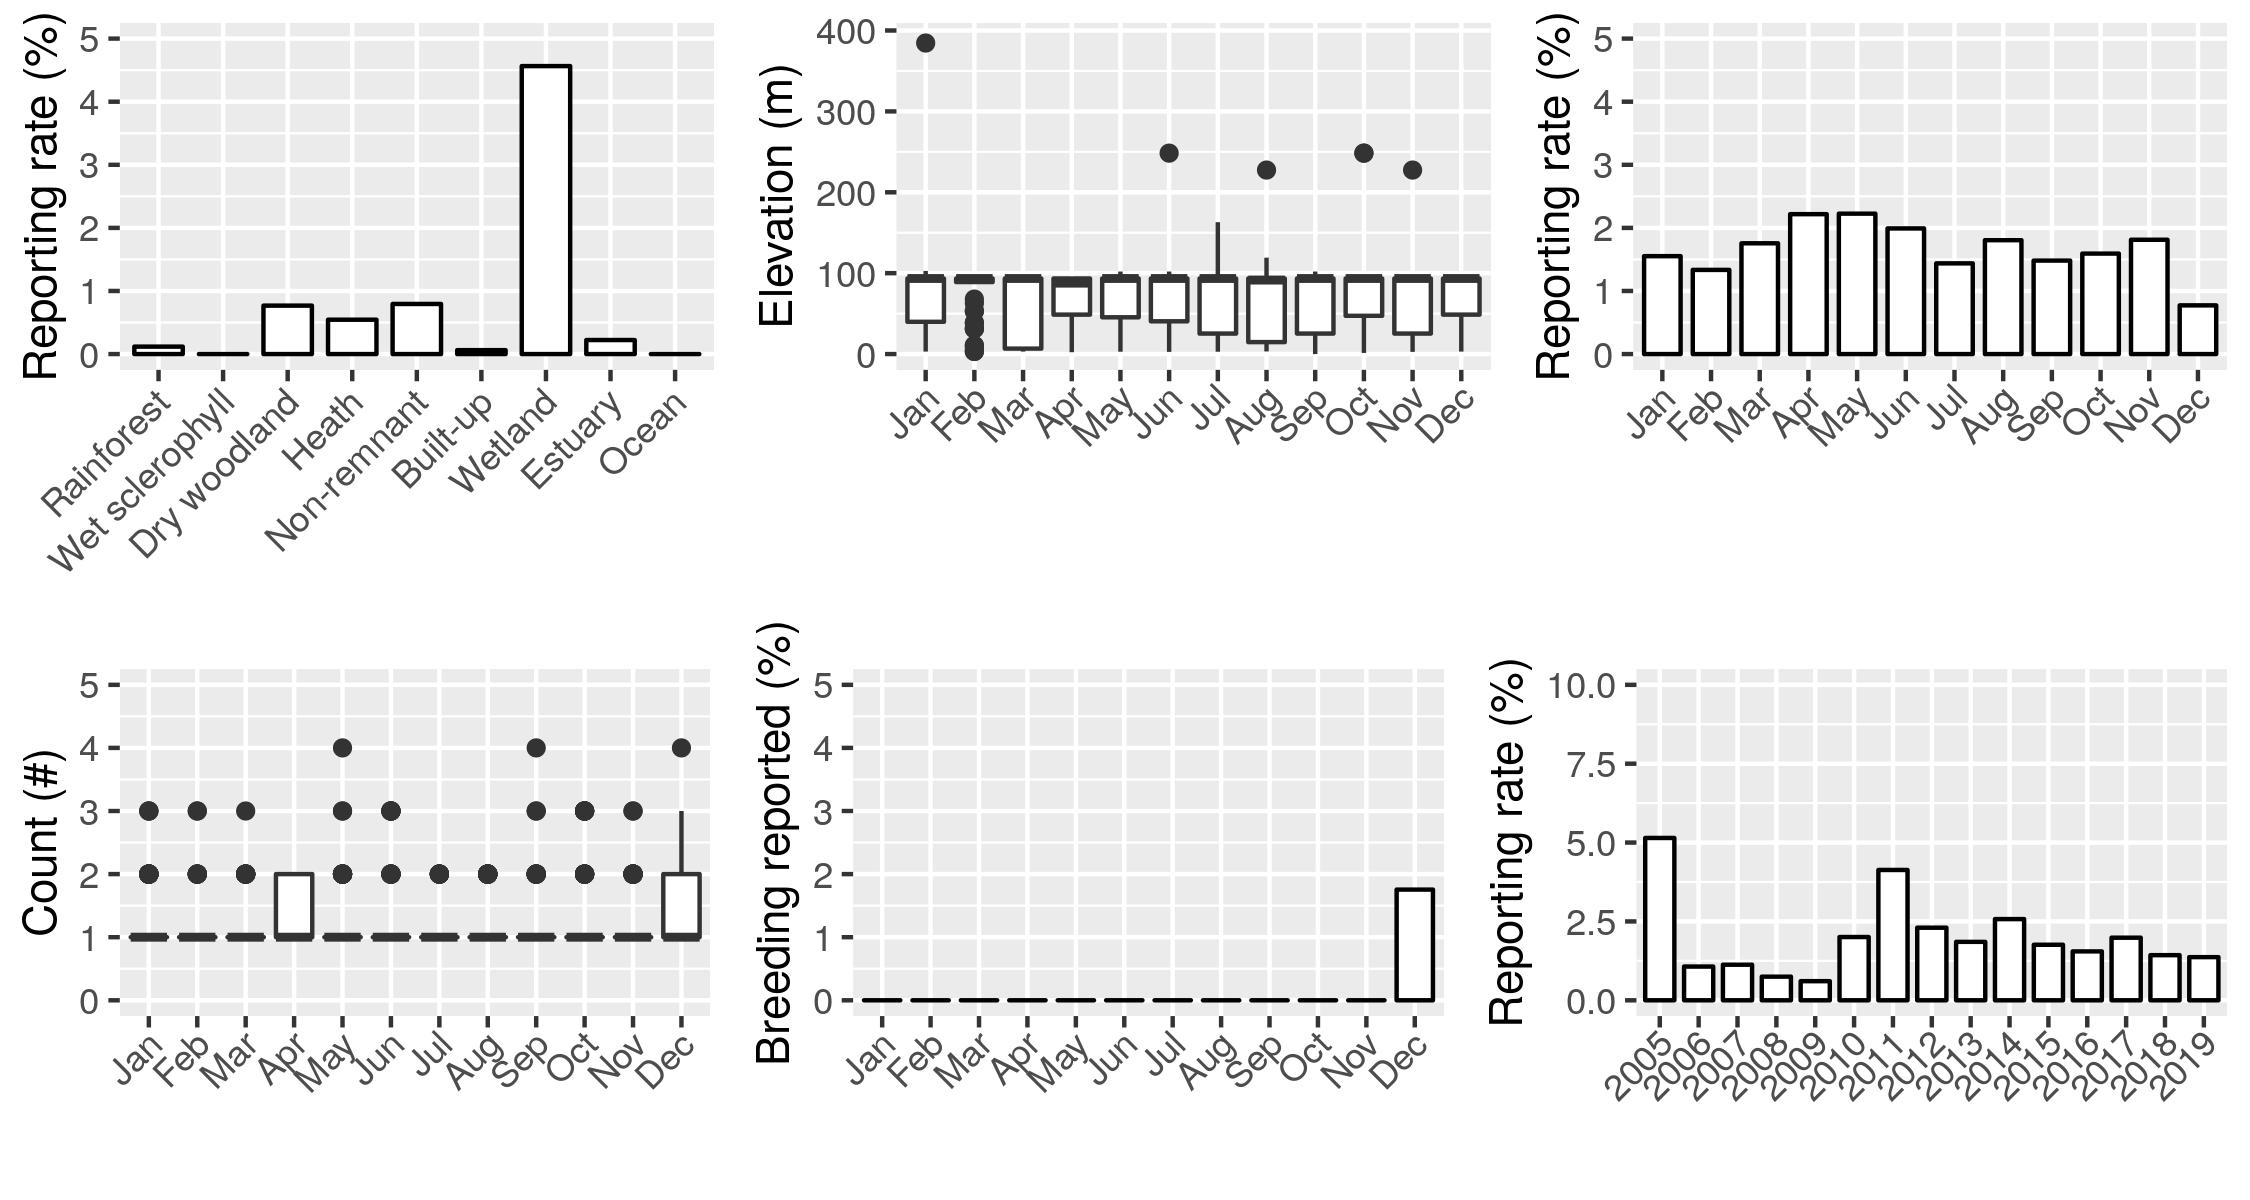 Reporting rate (%)
5
4
3
2
1
0
Rainforest
Wet sclerophyll
Dry woodland
Heath
Non-remnant
Built-up
Wetland
Estuary
Ocean
Elevation (m)
400
300
200
100
0
Jan
Feb
Mar
Apr
May
Jun
Jul
Aug
Sep
Oct
Nov
Dec
Reporting rate (%)
5
4
3
2
1
0
Jan
Feb
Mar
Apr
May
Jun
Jul
Aug
Sep
Oct
Nov
Dec
Count (#)
5
4
3
2
1
0
Jan
Feb
Mar
Apr
May
Jun
Jul
Aug
Sep
Oct
Nov
Dec
Breeding reported (%)
5
4
3
2
1
0
Jan
Feb
Mar
Apr
May
Jun
Jul
Aug
Sep
Oct
Nov
Dec
Reporting rate (%)
10.0
7.5
5.0
2.5
0.0
2005
2006
2007
2008
2009
2010
2011
2012
2013
2014
2015
2016
2017
2018
2019